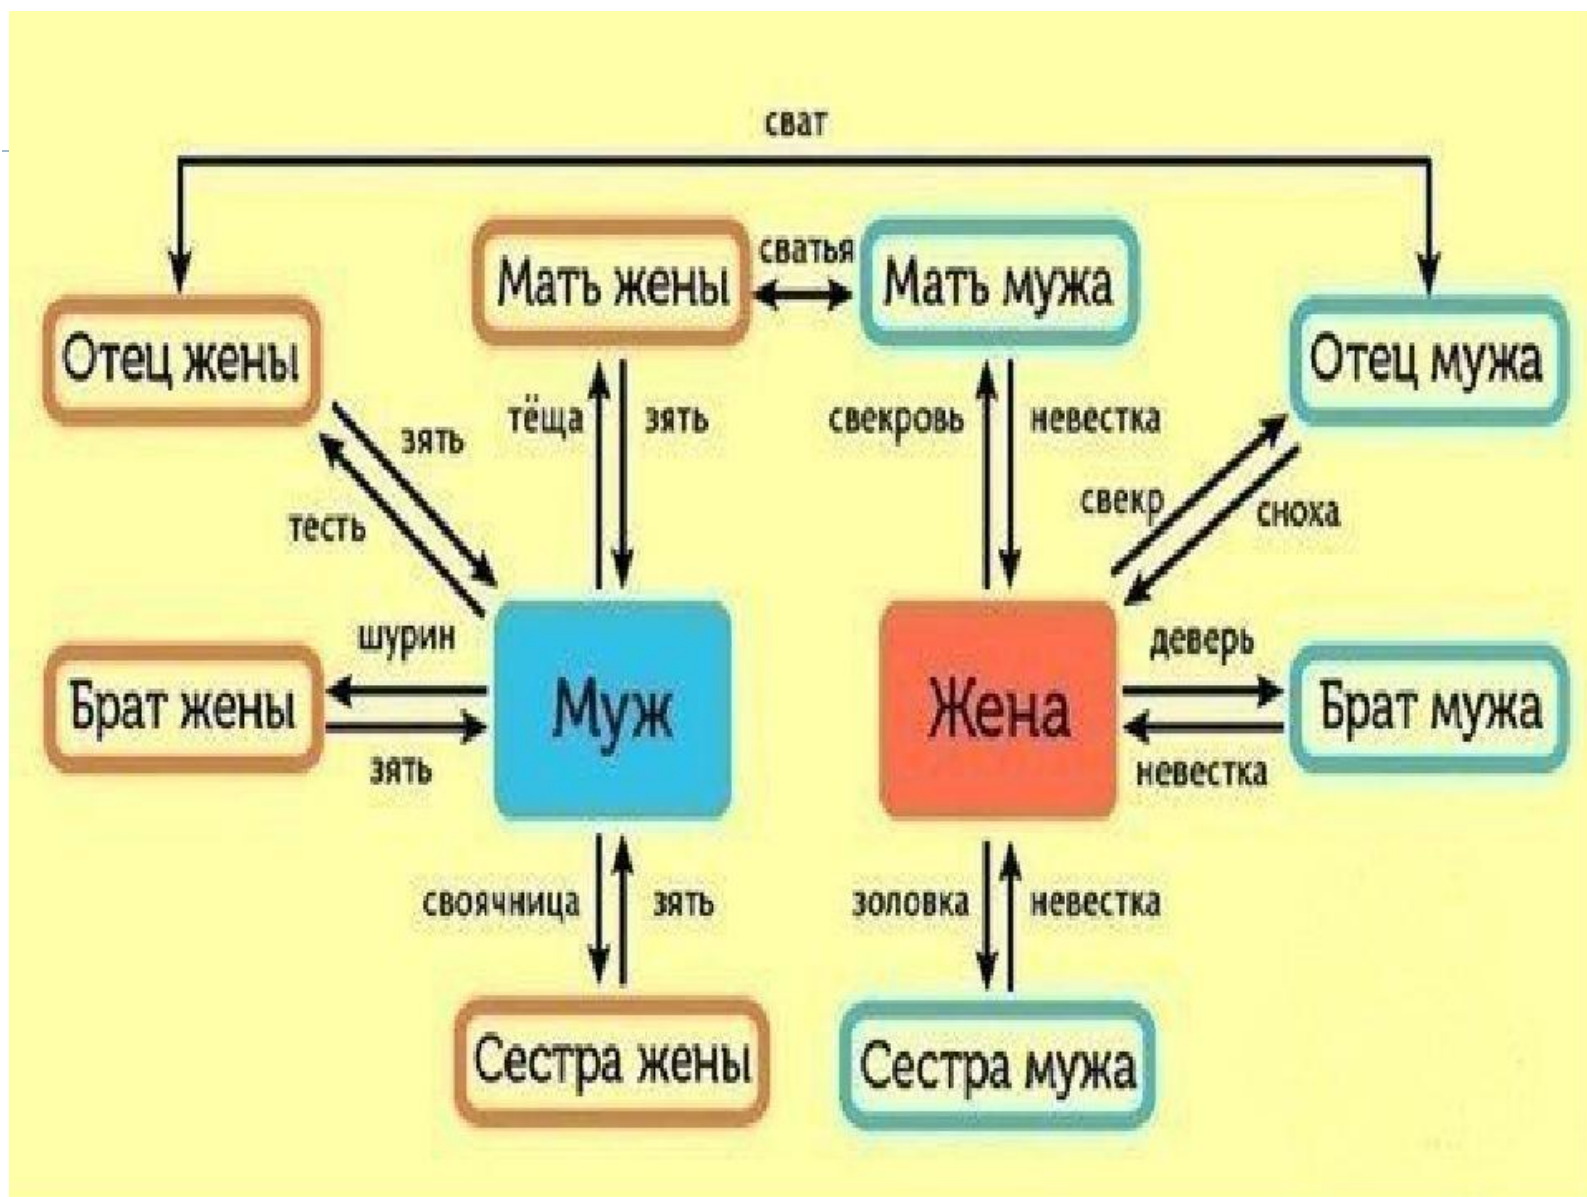 сват
Мать жены
сватья
Мать мужа
Отец жены
Отец мужа
зять
тёща
зять
свекровь
невестка
тесть
свекр
сноха
шурин
деверь
Брат жены
Муж
Жена
Брат мужа
зять
невестка
своячница
зять
золовка
невестка
Сестра жены
Сестра мужа